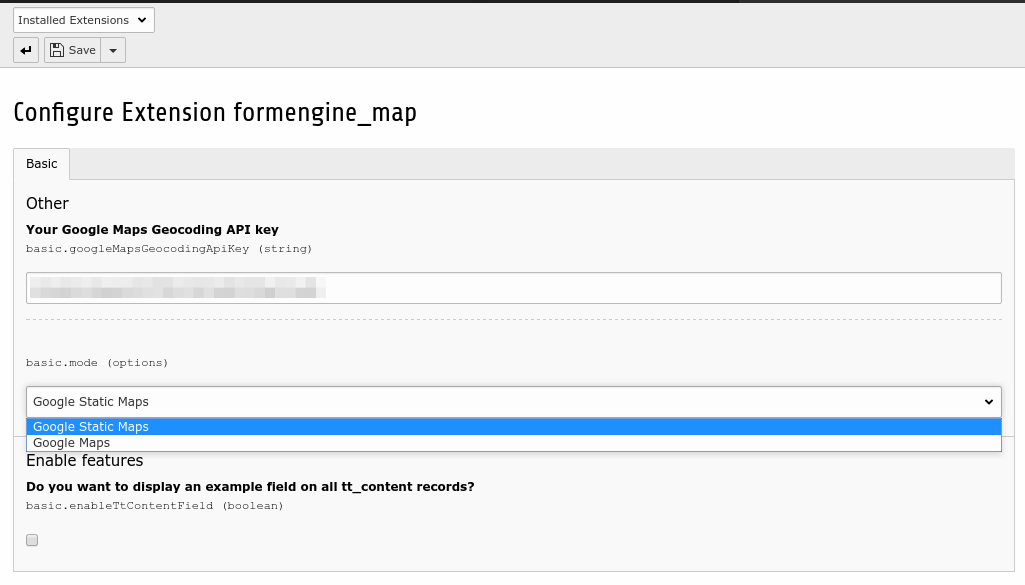 Installed Extensions
Save
Configure Extension formengine_map
Basic
Other
Your Google Maps Geocoding API key
basic.googleMapsGeocodingApiKey (string)
basic.mode (options)
Google Static Maps
Google Static Maps
Google Maps
Enable features
Do you want to display an example field on all tt_content records?
basic.enableTtContentField (boolean)